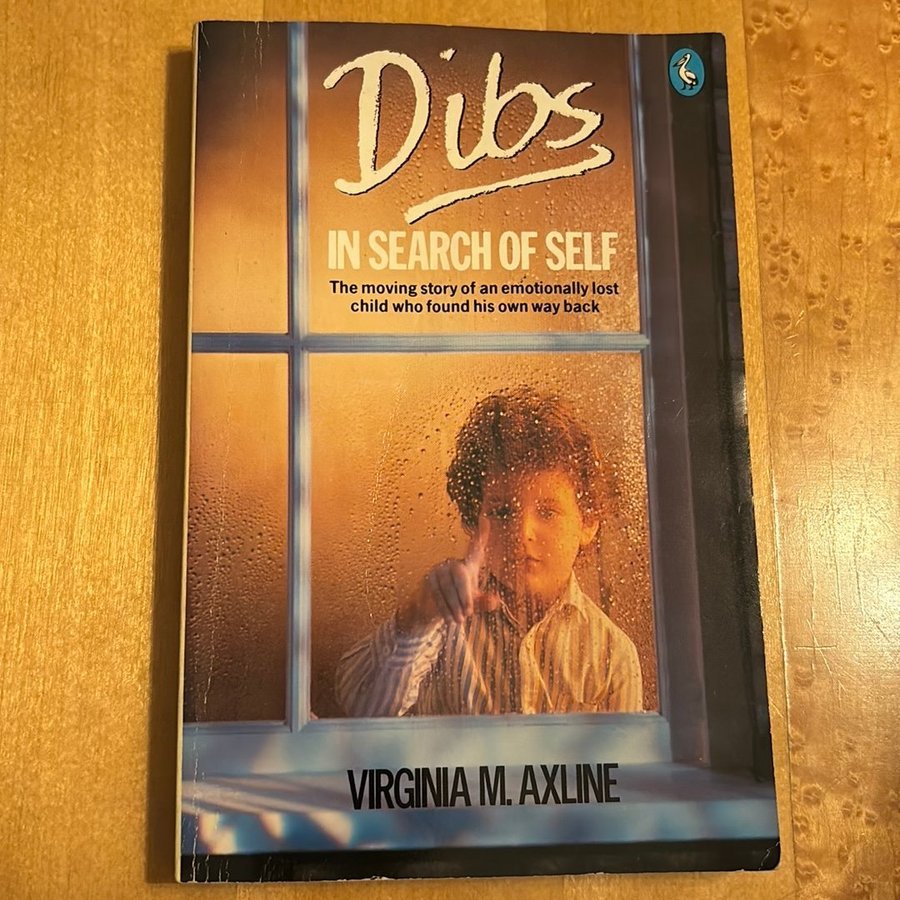 Dibs
IN SEARCH OF SELF
The moving story of an emotionally lost
child who found his own way back
VIRGINIA M. AXLINE